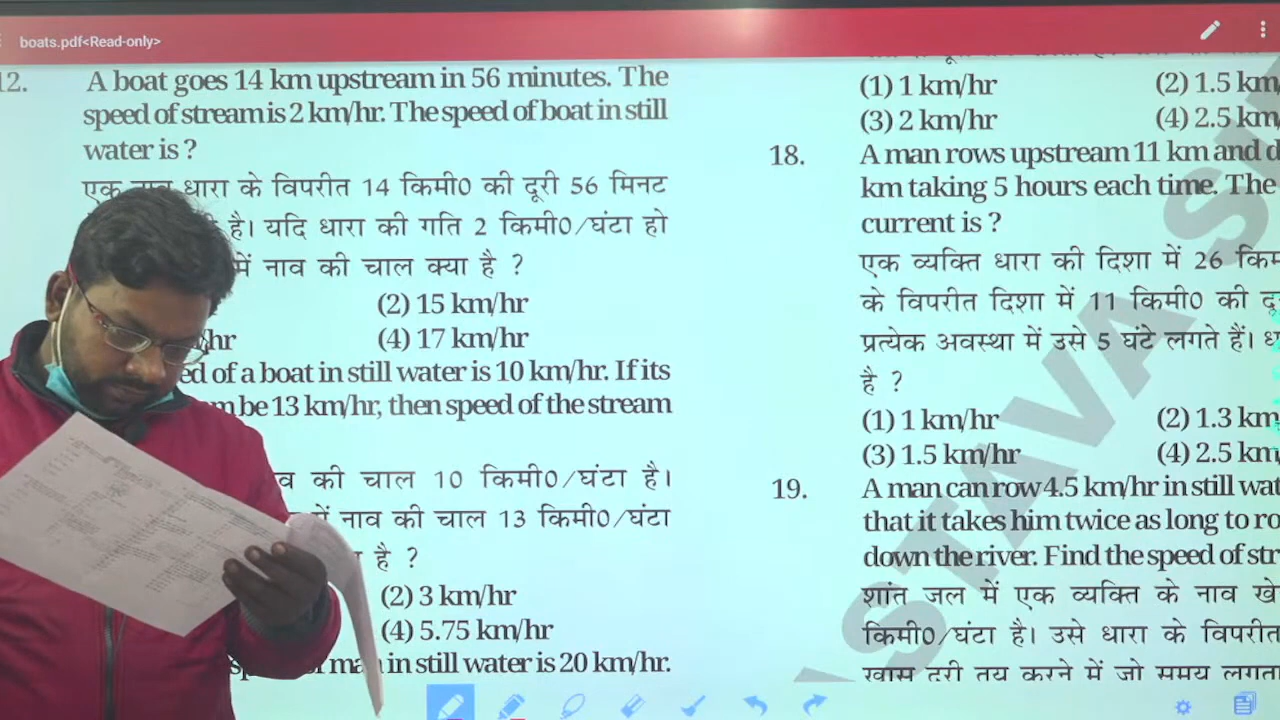 boats.pdf<Read-only>
12. A boat goes 14 km upstream in 56 minutes. The
speed of stream is 2 km/hr. The speed of boat in still
water is ?
एक नाव धारा के विपरीत 14 किमी0 की दूरी 56 मिनट
है। यदि धारा की गति 2 किमी0/घंटा हो
में नाव की चाल क्या है ?
(2) 15 km/hr
(4) 17 km/hr
of a boat in still water is 10 km/hr. If its
be 13 km/hr, then speed of the stream
की चाल 10 किमी0/घंटा है।
में नाव की चाल 13 किमी0/घंटा
है ?
(2) 3 km/hr
(4) 5.75 km/hr
man in still water is 20 km/hr.
(1) 1 km/hr (2) 1.5 km
(3) 2 km/hr (4) 2.5 km
18. A man rows upstream 11 km and
km taking 5 hours each time. The
current is ?
एक व्यक्ति धारा की दिशा में 26
के विपरीत दिशा में 11 किमी0 की
प्रत्येक अवस्था में उसे 5 घंटे लगते हैं।
है ?
(1) 1 km/hr (2) 1.3 km
(3) 1.5 km/hr (4) 2.5 km
19. A man can row 4.5 km/hr in still
that it takes him twice as long to
down the river. Find the speed of
शांत जल में एक व्यक्ति के नाव
किमी0/घंटा है। उसे धारा के विपरीत
खास दूरी तय करने में जो समय लगता